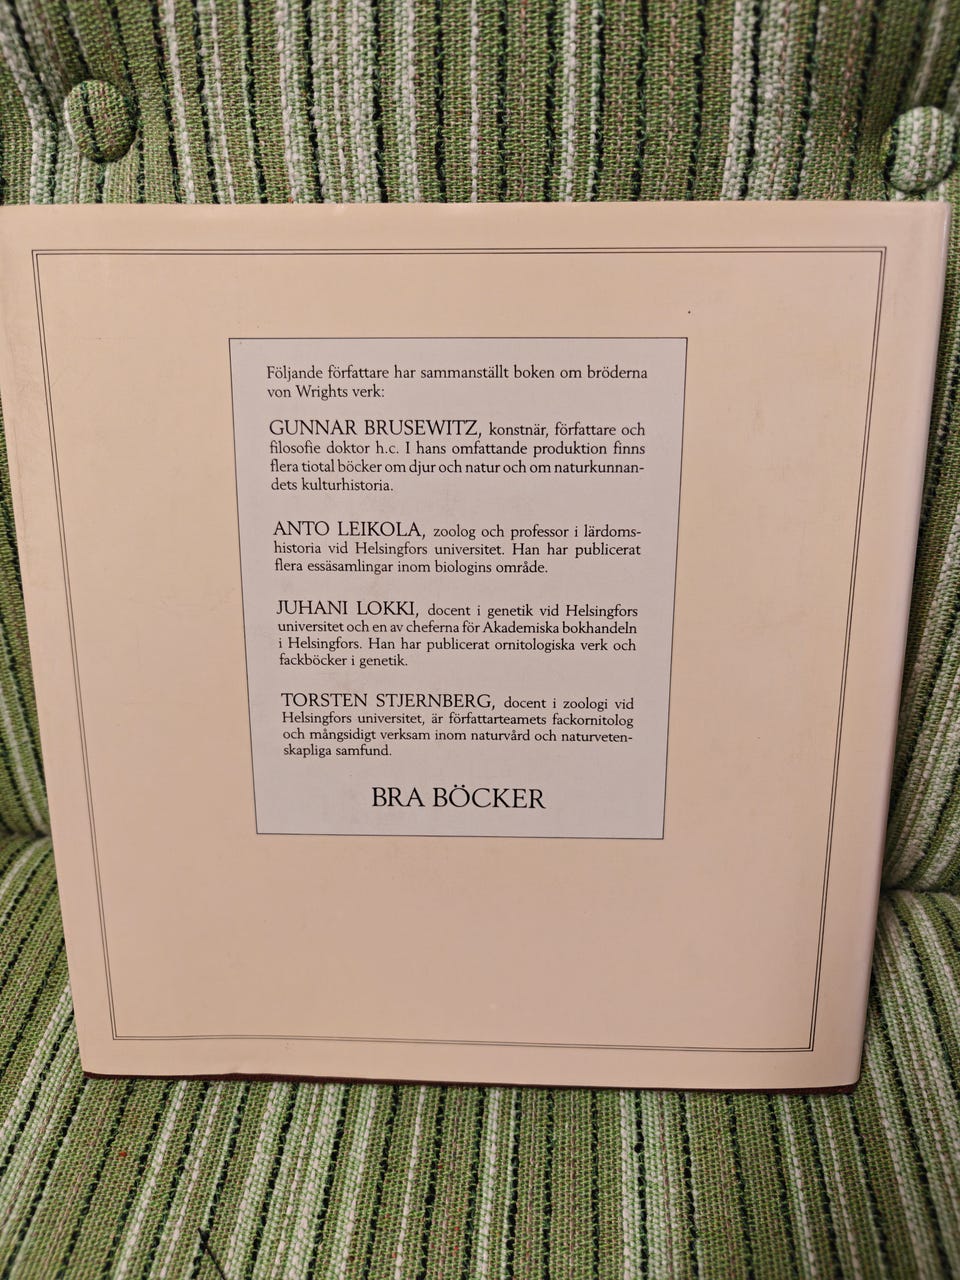 Följande författare har sammanställt boken om bröderna
von Wrights verk:
GUNNAR BRUSEWITZ, konstnär, författare och
filosofie doktor h.c. I hans omfattande produktion finns
flera tiotal böcker om djur och natur och om naturkunnan-
dets kulturhistoria.
ANTO LEIKOLA, zoolog och professor i lärdoms-
historia vid Helsingfors universitet. Han har publicerat
flera essäsamlingar inom biologins område.
JUHANI LOKKI, docent i genetik vid Helsingfors
universitet och en av cheferna för Akademiska bokhandeln
i Helsingfors. Han har publicerat ornitologiska verk och
fackböcker i genetik.
TORSTEN STJERNBERG, docent i zoologi vid
Helsingfors universitet, är författarteamets fackornitolog
och mångsidigt verksam inom naturvård och naturveten-
skapliga samfund.
BRA BÖCKER